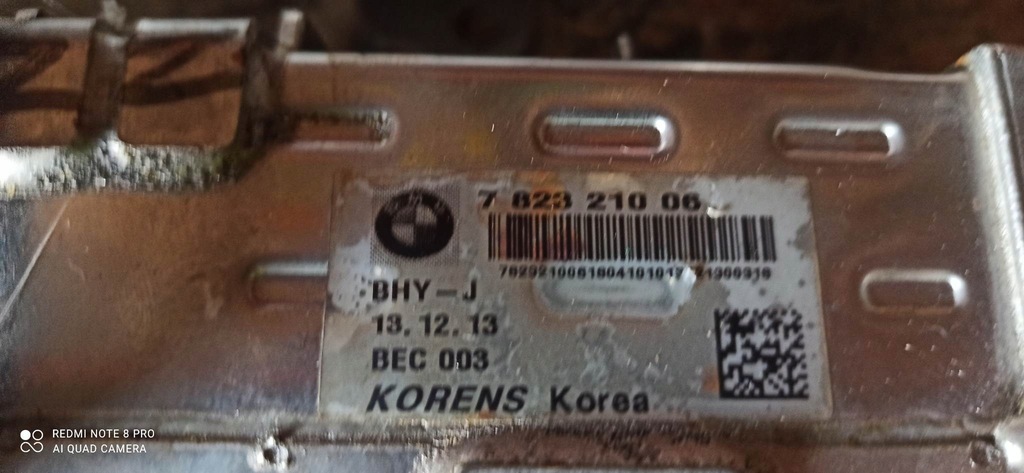 7 823 210 06
BHY-J
13.12.13
BEC 003
KORENS Korea
REDMI NOTE 8 PRO
AI QUAD CAMERA